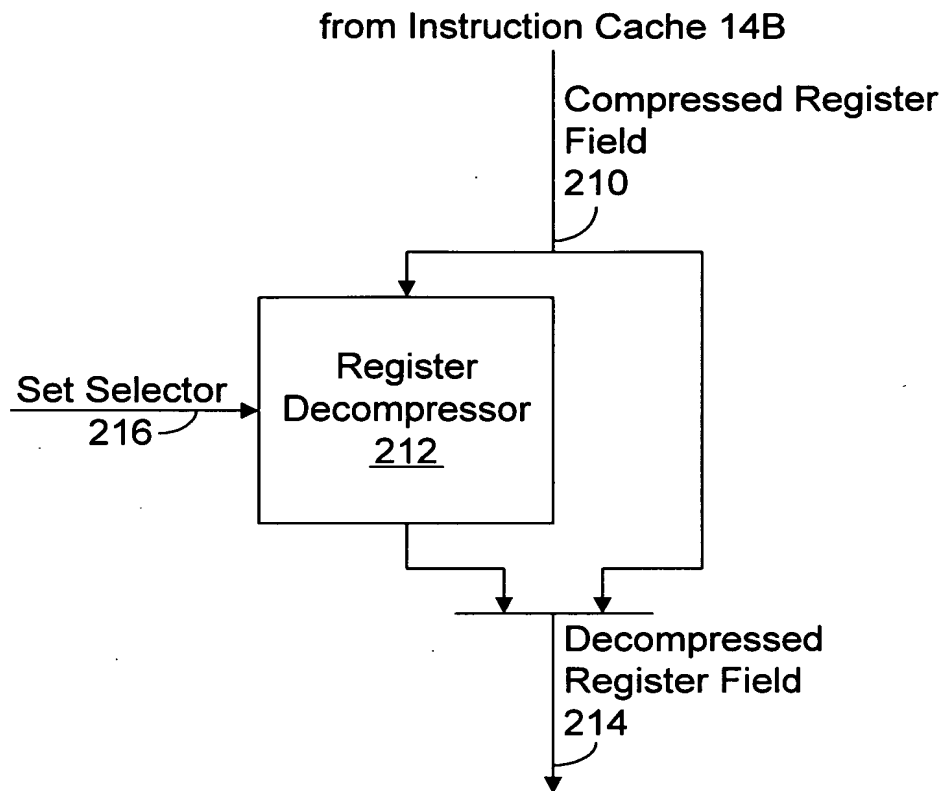 from Instruction Cache 14B
Compressed Register
Field
210
Register
Decompressor
212
Set Selector
216
Decompressed
Register Field
214